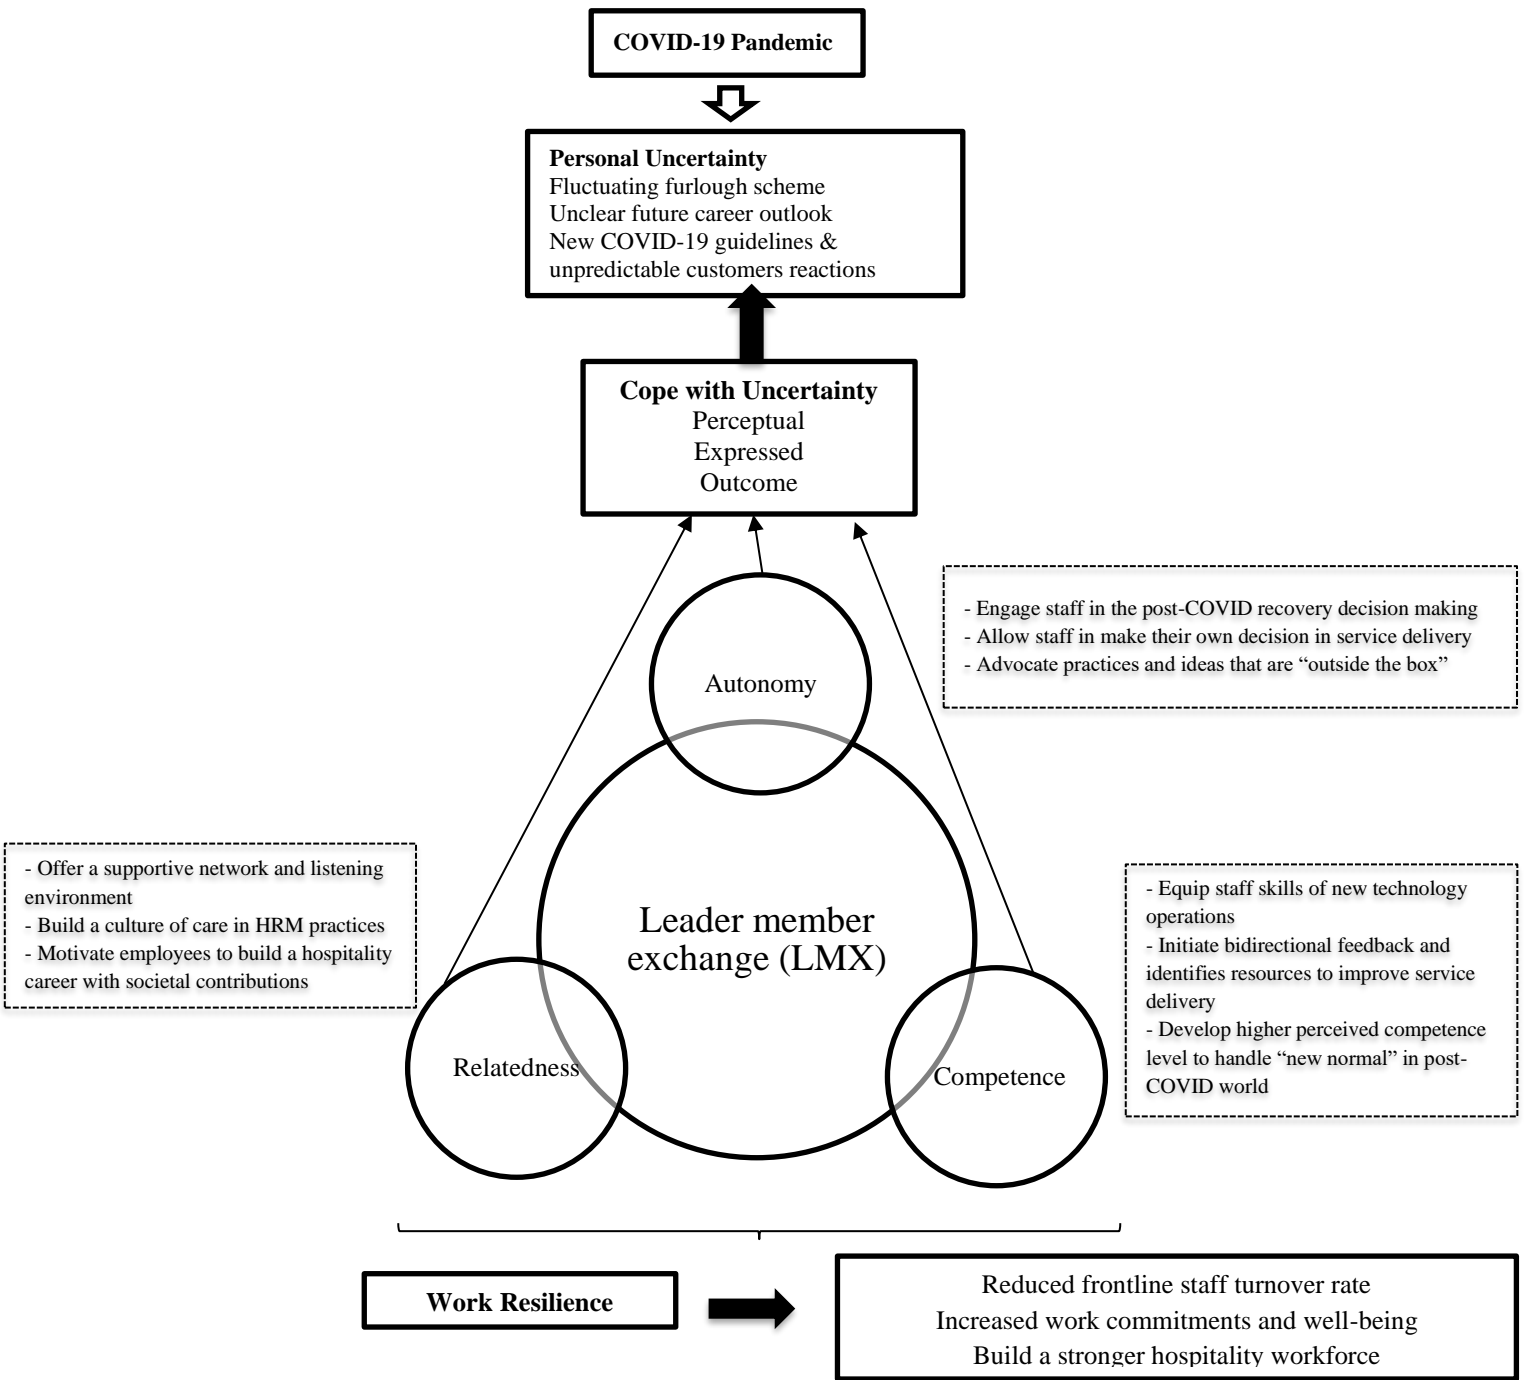 COVID-19 Pandemic
Personal Uncertainty
Fluctuating furlough scheme
Unclear future career outlook
New COVID-19 guidelines &
unpredictable customers reactions
Cope with Uncertainty
Perceptual
Expressed
Outcome
- Engage staff in the post-COVID recovery decision making
- Allow staff in make their own decision in service delivery
- Advocate practices and ideas that are “outside the box”
Autonomy
- Offer a supportive network and listening
environment
- Build a culture of care in HRM practices
- Motivate employees to build a hospitality
career with societal contributions
Leader member
exchange (LMX)
- Equip staff skills of new technology
operations
- Initiate bidirectional feedback and
identifies resources to improve service
delivery
- Develop higher perceived competence
level to handle “new normal” in post-
COVID world
Relatedness
Competence
Work Resilience
Reduced frontline staff turnover rate
Increased work commitments and well-being
Build a stronger hospitality workforce